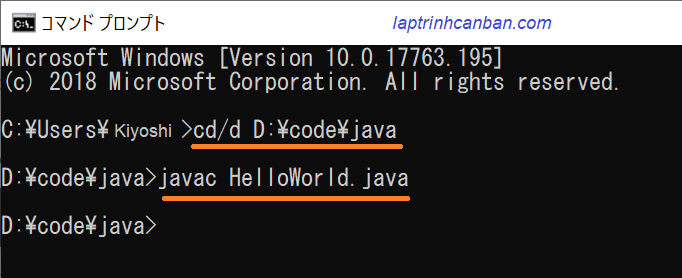 コマンド プロンプト
laptrinhcanban.com
Microsoft Windows [Version 10.0.17763.195]
(c) 2018 Microsoft Corporation. All rights reserved.
C:¥Users¥ Kiyoshi >cd/d D:¥code¥java
D:¥code¥java>javac HelloWorld.java
D:¥code¥java>